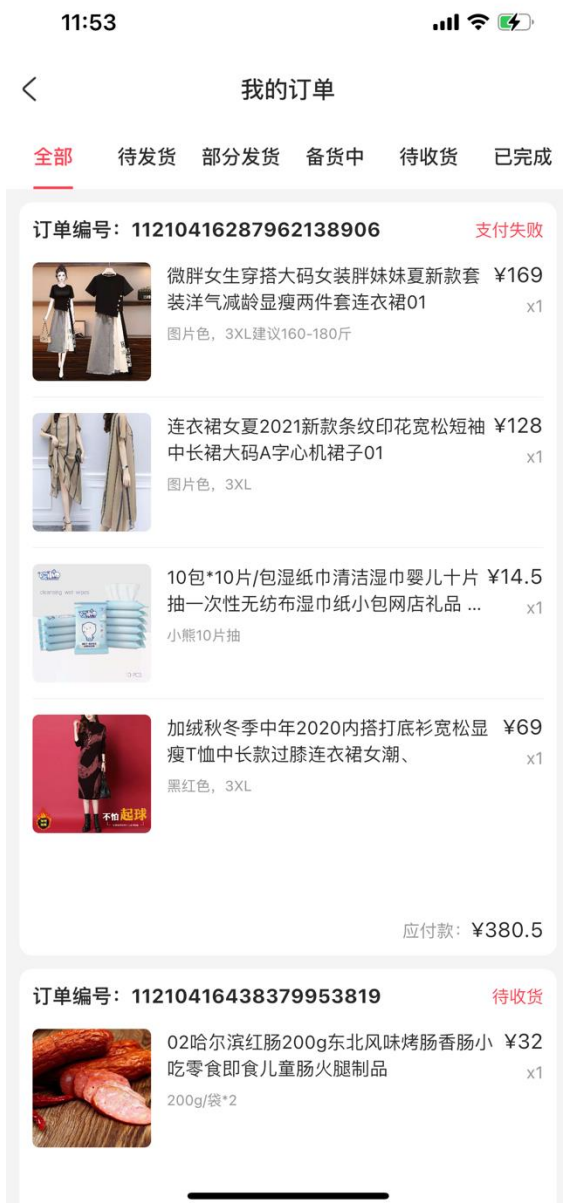 11:53
我的订单
全部 待发货 部分发货 备货中 待收货 已完成
订单编号：11210416287962138906 支付失败
微胖女生穿搭大码女装胖妹妹夏新款套 ¥169
装洋气减龄显瘦两件套连衣裙01 x1
图片色，3XL建议160-180斤
连衣裙女夏2021新款条纹印花宽松短袖 ¥128
中长裙大码A字心机裙子01 x1
图片色，3XL
cleansing wet wipes
10包*10片/包湿纸巾清洁湿巾婴儿十片 ¥14.5
抽一次性无纺布湿巾纸小包网店礼品 ... x1
小熊10片抽
加绒秋冬季中年2020内搭打底衫宽松显 ¥69
瘦T恤中长款过膝连衣裙女潮、 x1
黑红色，3XL
不怕起球
应付款：¥380.5
订单编号：11210416438379953819 待收货
02哈尔滨红肠200g东北风味烤肠香肠小 ¥32
吃零食即食儿童肠火腿制品 x1
200g/袋*2